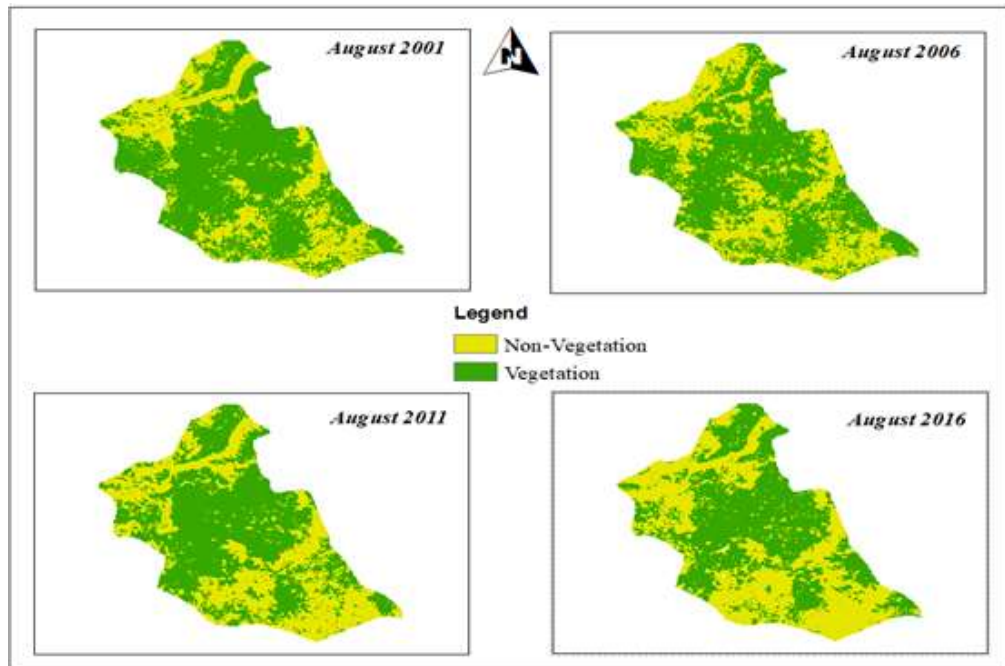 August 2001
N
August 2006
Legend
Non-Vegetation
Vegetation
August 2011
August 2016